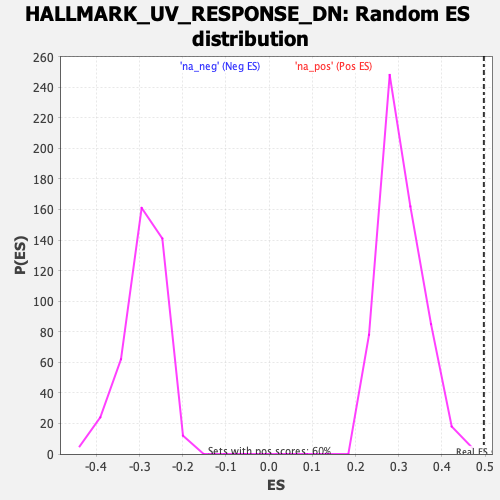 HALLMARK_UV_RESPONSE_DN: Random ES
distribution
'na_neg' (Neg ES) 'na_pos' (Pos ES)
260
240
220
200
180
160
140
120
100
80
60
40
20
0
P(ES)
Sets with pos scores: 60%
Real ES
-0.4 -0.3 -0.2 -0.1 0.0 0.1 0.2 0.3 0.4 0.5
ES